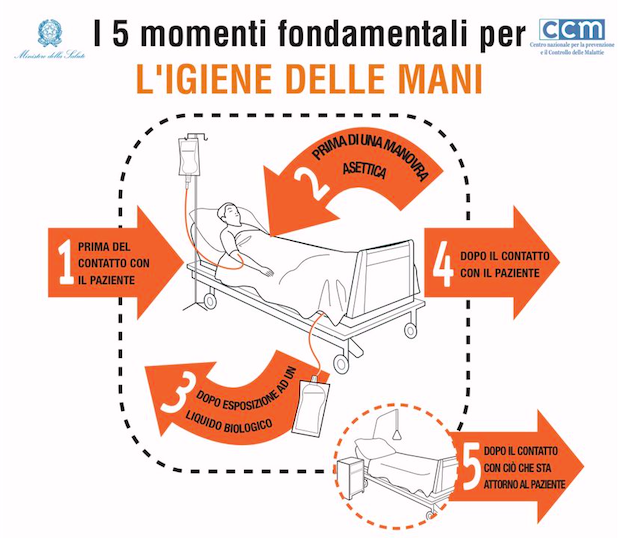 I 5 momenti fondamentali per
L'IGIENE DELLE MANI
Ministero della Salute
ccm
Centro nazionale per la prevenzione
e il Controllo delle Malattie
1
PRIMA DEL
CONTATTO CON
IL PAZIENTE
2
PRIMA DI UNA MANOVRA
ASETTICA
3
DOPO ESPOSIZIONE AD UN
LIQUIDO BIOLOGICO
4
DOPO IL CONTATTO
CON IL PAZIENTE
5
DOPO IL CONTATTO
CON CIÒ CHE STA
ATTORNO AL PAZIENTE